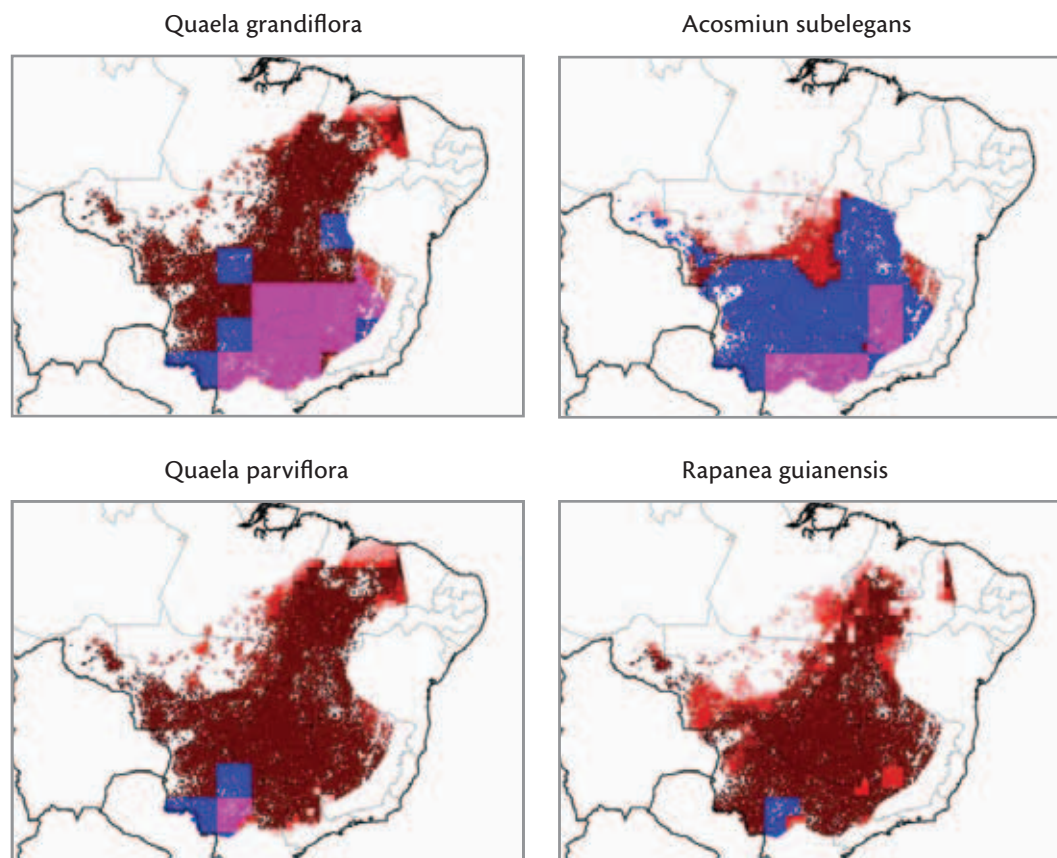 Quaela grandiflora
Acosmiun subelegans
Quaela parviflora
Rapanea guianensis